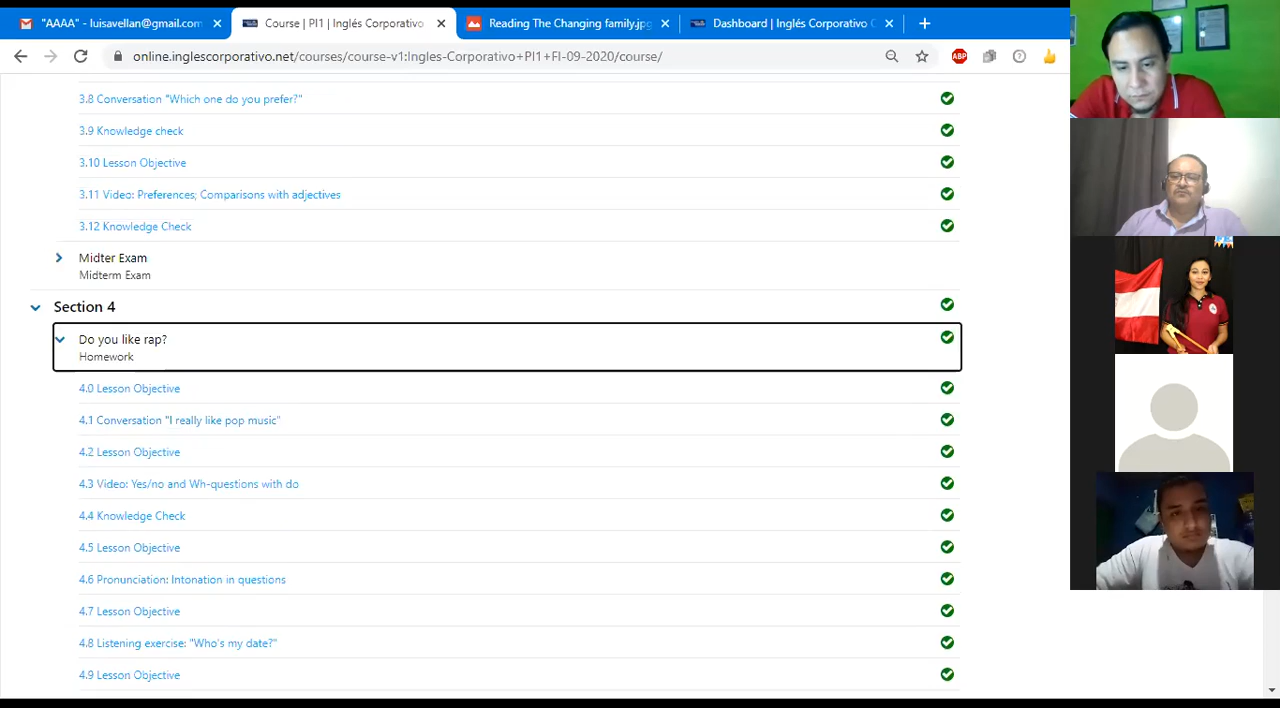 "AAAA" - luisavellan@gmail.com
Course | PI1 | Inglés Corporativo
Reading The Changing family.jpg
Dashboard | Inglés Corporativo C
online.inglescorporativo.net/courses/course-v1:Ingles-Corporativo+PI1+FI-09-2020/course/
ABP
3.8 Conversation "Which one do you prefer?"
3.9 Knowledge check
3.10 Lesson Objective
3.11 Video: Preferences; Comparisons with adjectives
3.12 Knowledge Check
Midter Exam
Midterm Exam
Section 4
Do you like rap?
Homework
4.0 Lesson Objective
4.1 Conversation "I really like pop music"
4.2 Lesson Objective
4.3 Video: Yes/no and Wh-questions with do
4.4 Knowledge Check
4.5 Lesson Objective
4.6 Pronunciation: Intonation in questions
4.7 Lesson Objective
4.8 Listening exercise: "Who's my date?"
4.9 Lesson Objective